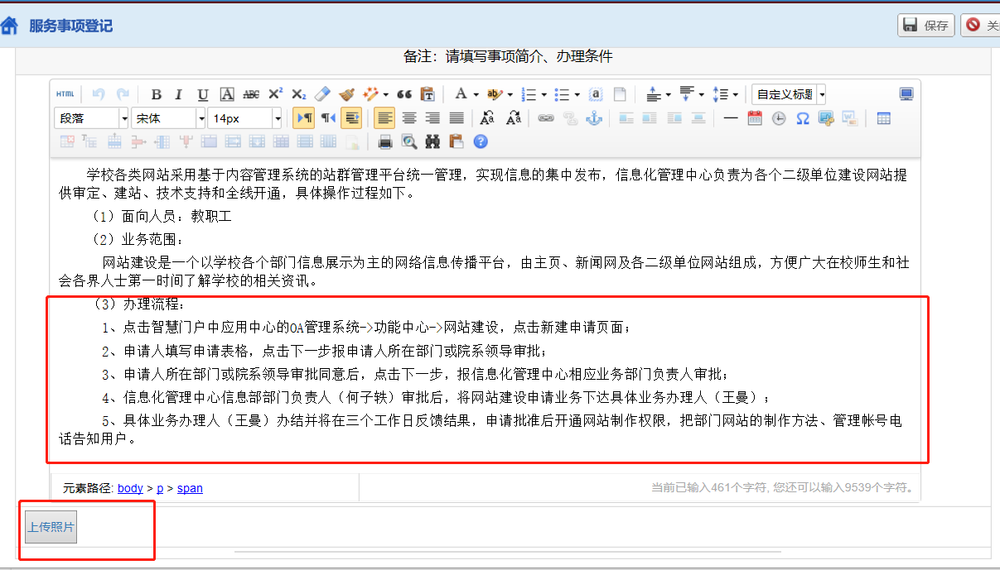 服务事项登记
保存
关
备注：请填写事项简介、办理条件
HTML B I U A ABC X² X₂ T A ab a 自定义标题
段落 宋体 14px
学校各类网站采用基于内容管理系统的站群管理平台统一管理，实现信息的集中发布，信息化管理中心负责为各个二级单位建设网站提
供审定、建站、技术支持和全线开通，具体操作过程如下。
（1）面向人员：教职工
（2）业务范围：
网站建设是一个以学校各个部门信息展示为主的网络信息传播平台，由主页、新闻网及各二级单位网站组成，方便广大在校师生和社
会各界人士第一时间了解学校的相关资讯。
（3）办理流程：
1、点击智慧门户中应用中心的OA管理系统->功能中心->网站建设，点击新建申请页面；
2、申请人填写申请表格，点击下一步报申请人所在部门或院系领导审批；
3、申请人所在部门或院系领导审批同意后，点击下一步，报信息化管理中心相应业务部门负责人审批；
4、信息化管理中心信息部部门负责人（何子轶）审批后，将网站建设申请业务下达具体业务办理人（王曼）；
5、具体业务办理人（王曼）办结并将在三个工作日反馈结果，申请批准后开通网站制作权限，把部门网站的制作方法、管理帐号电
话告知用户。
元素路径: body > p > span
当前已输入461个字符, 您还可以输入9539个字符。
上传照片